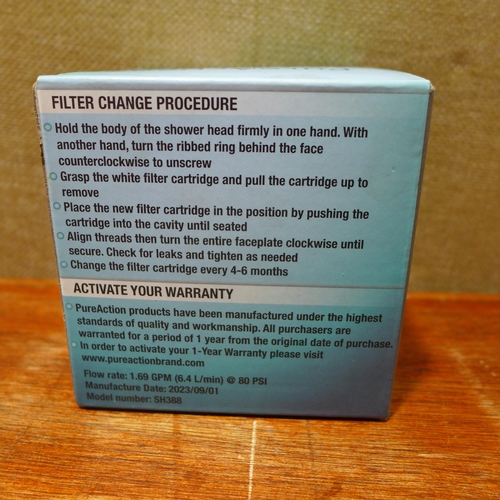 FILTER CHANGE PROCEDURE
Hold the body of the shower head firmly in one hand. With
another hand, turn the ribbed ring behind the face
counterclockwise to unscrew
Grasp the white filter cartridge and pull the cartridge up to
remove
Place the new filter cartridge in the position by pushing the
cartridge into the cavity until seated
Align threads then turn the entire faceplate clockwise until
secure. Check for leaks and tighten as needed
Change the filter cartridge every 4-6 months
ACTIVATE YOUR WARRANTY
PureAction products have been manufactured under the highest
standards of quality and workmanship. All purchasers are
warranted for a period of 1 year from the original date of purchase.
In order to activate your 1-Year Warranty please visit
www.pureactionbrand.com
Flow rate: 1.69 GPM (6.4 L/min) @ 80 PSI
Manufacture Date: 2023/09/01
Model number: SH388